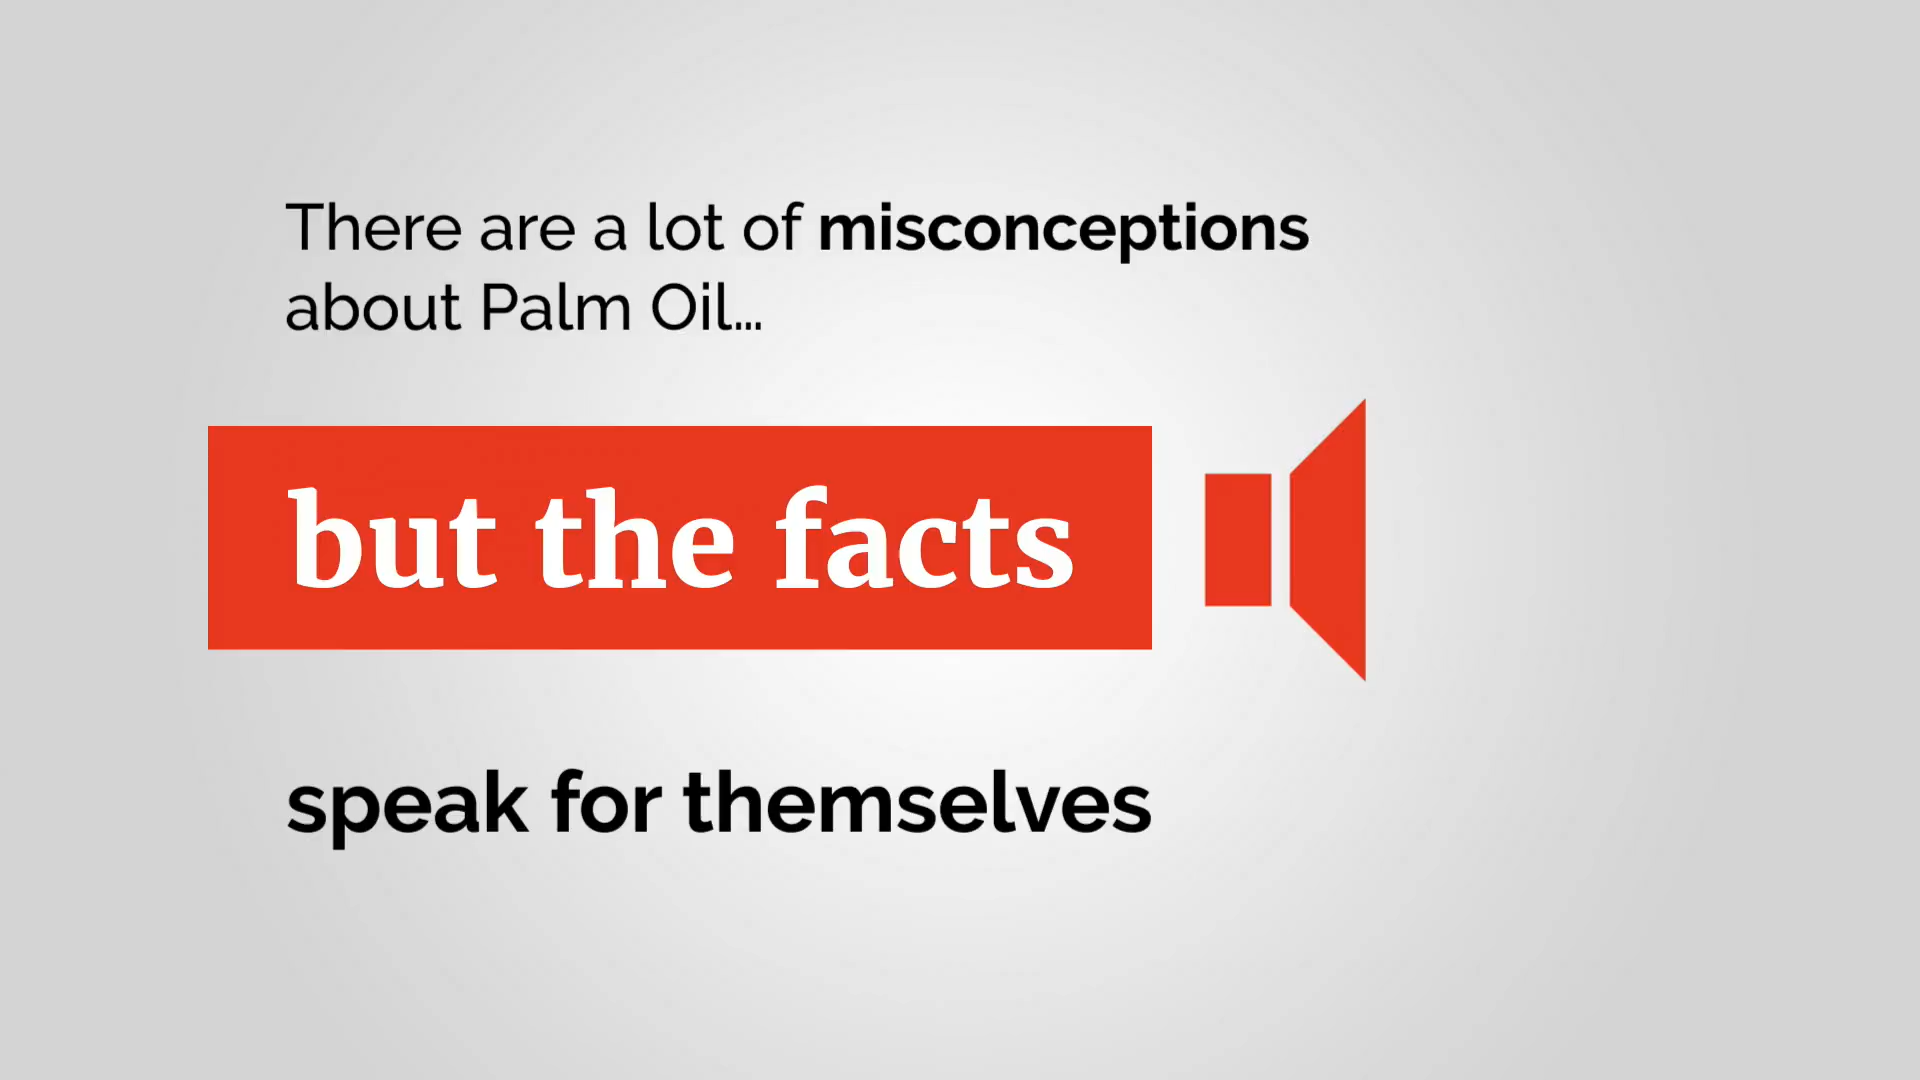 There are a lot of misconceptions
about Palm Oil...
but the facts
speak for themselves